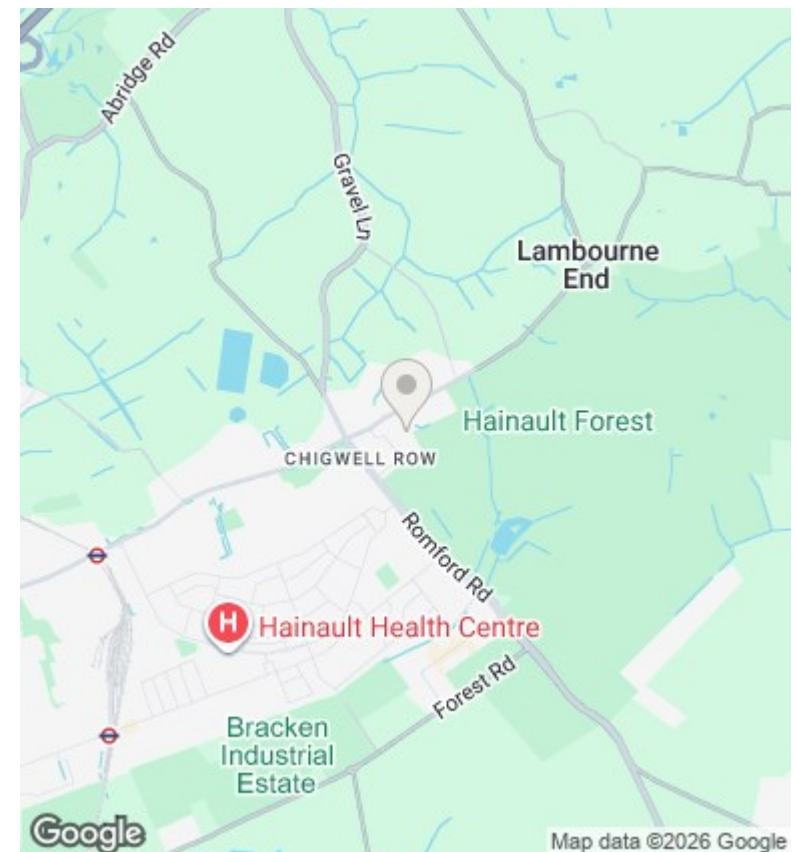 Abridge Rd
Gravel Ln
Lambourne
End
Hainault Forest
CHIGWELL ROW
Romford Rd
H
Hainault Health Centre
Forest Rd
Bracken
Industrial
Estate
Google
Map data ©2026 Google